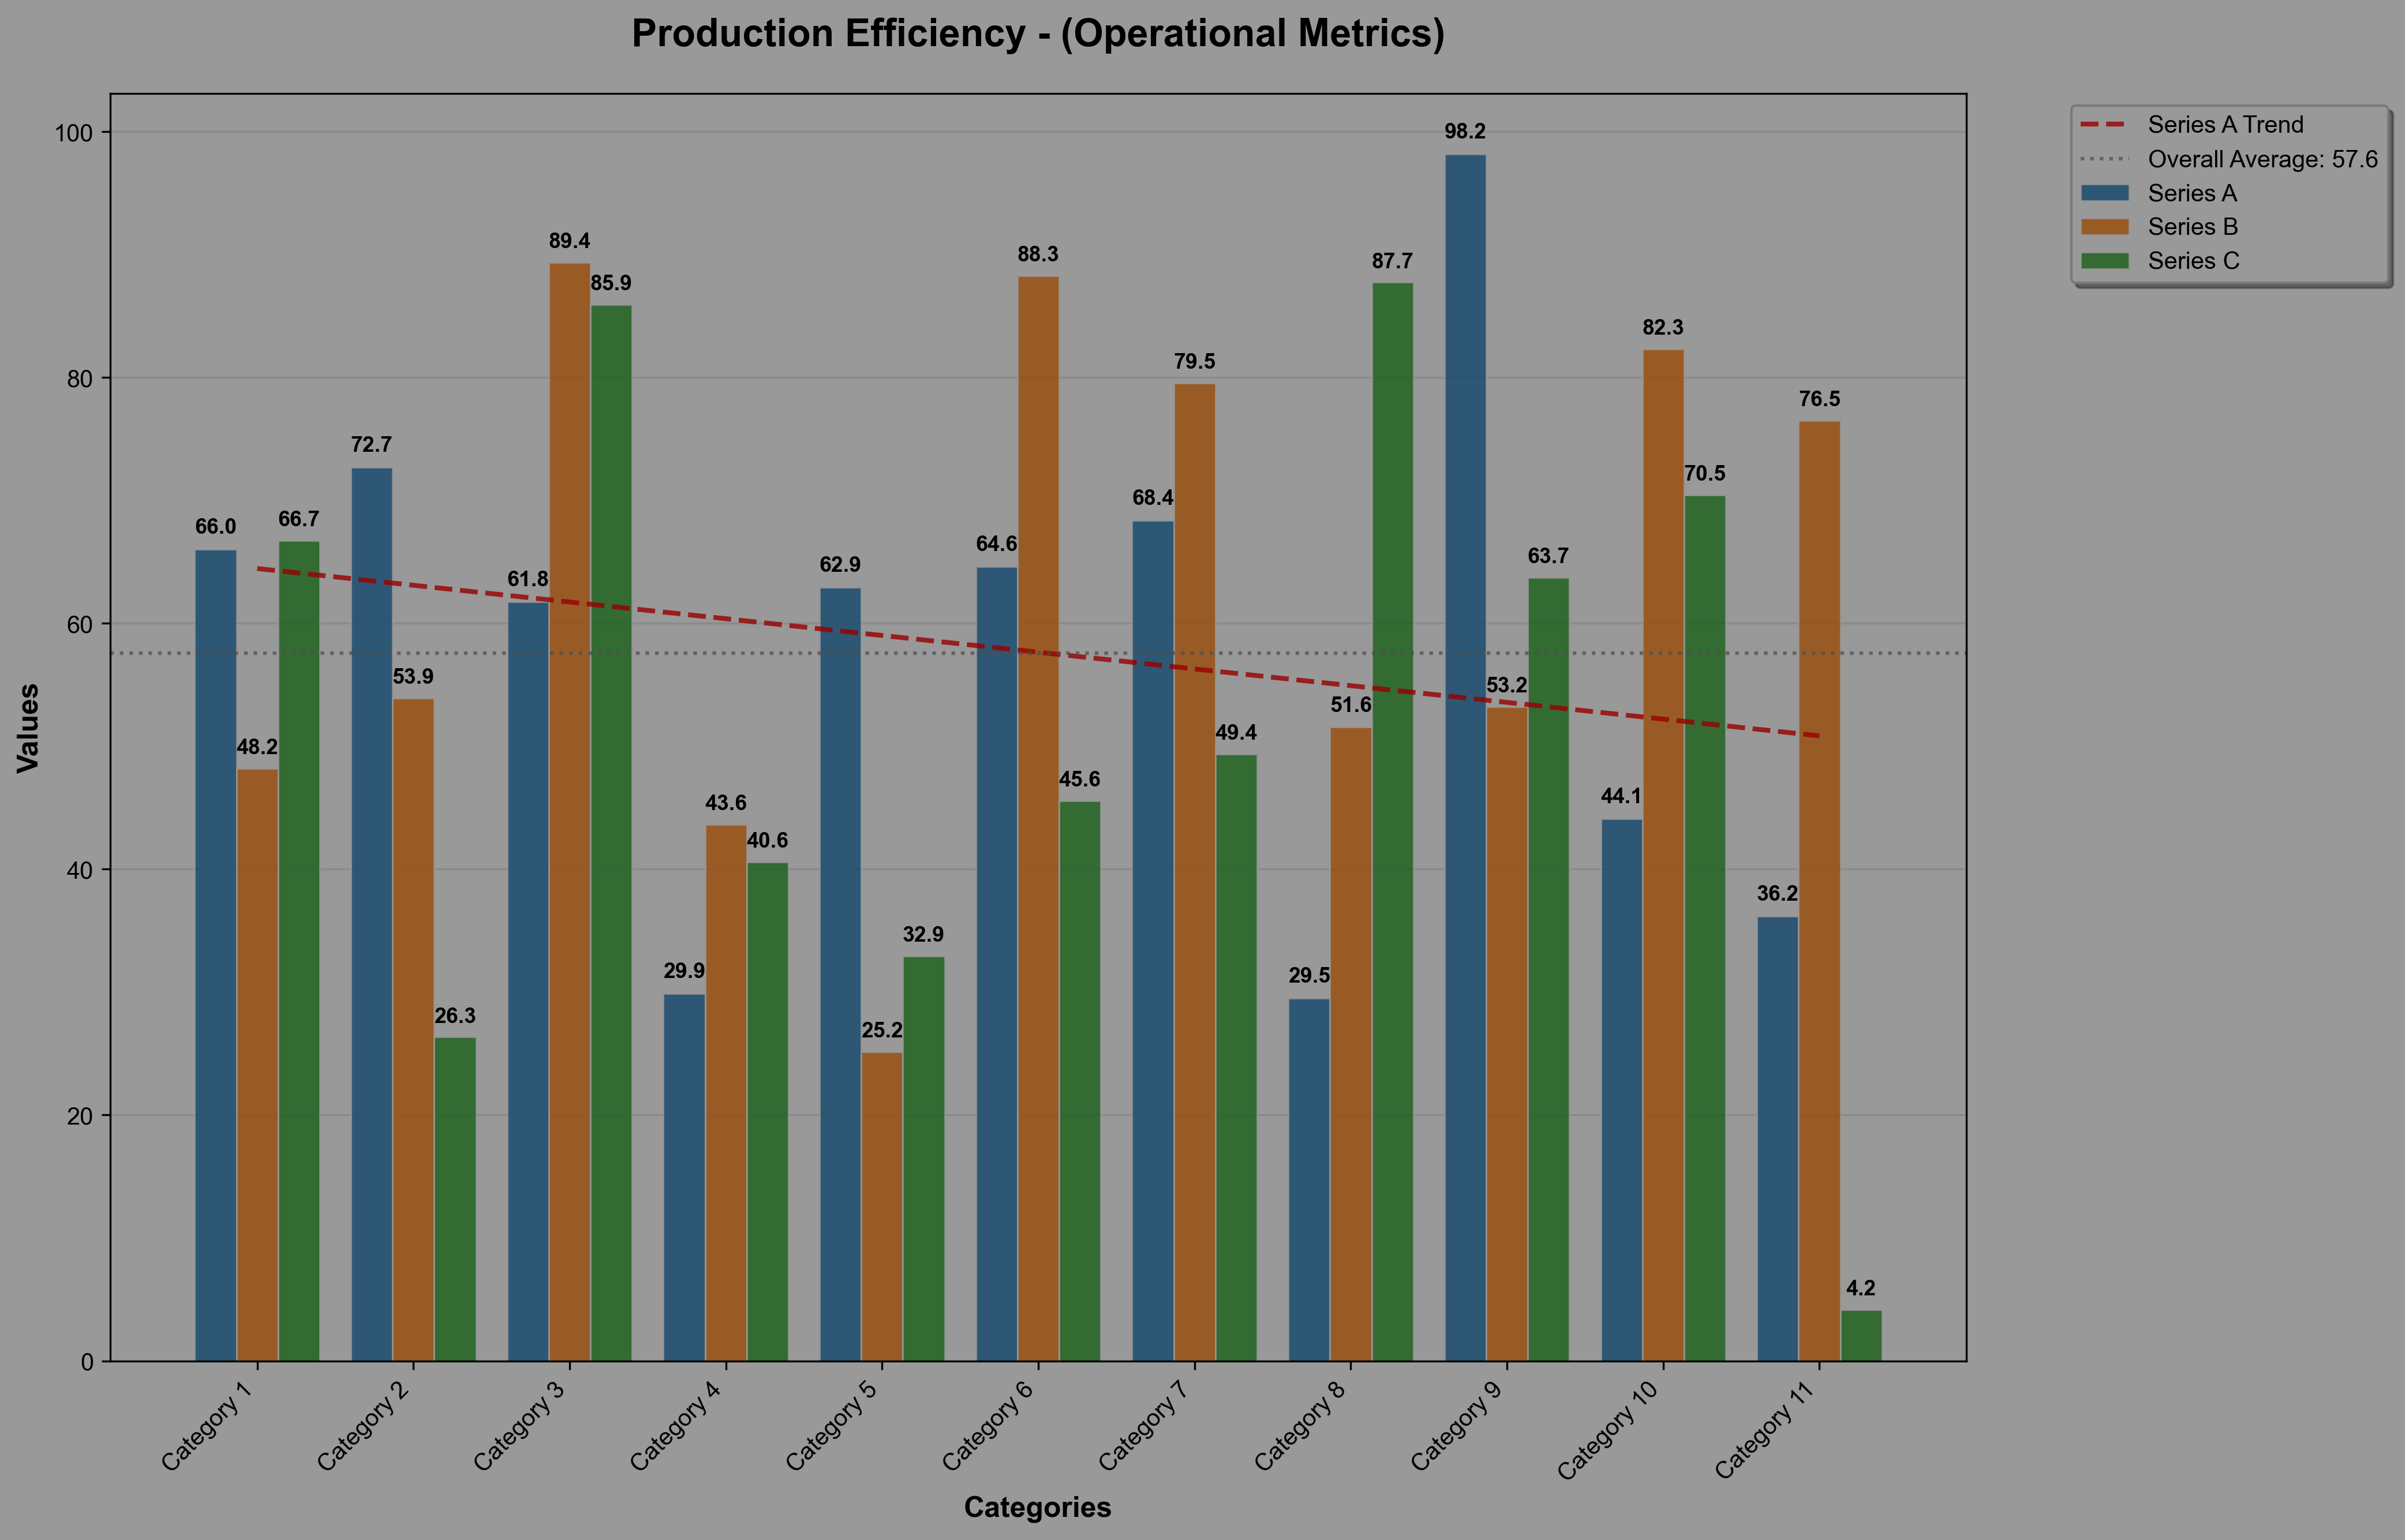 Production Efficiency - (Operational Metrics)
Series A Trend
Overall Average: 57.6
Series A
Series B
Series C
Values
100
80
60
40
20
0
66.0
48.2
66.7
72.7
53.9
26.3
61.8
89.4
85.9
29.9
43.6
40.6
62.9
25.2
32.9
64.6
88.3
45.6
68.4
79.5
49.4
29.5
51.6
87.7
98.2
53.2
63.7
44.1
82.3
70.5
36.2
76.5
4.2
Category 1
Category 2
Category 3
Category 4
Category 5
Category 6
Category 7
Category 8
Category 9
Category 10
Category 11
Categories